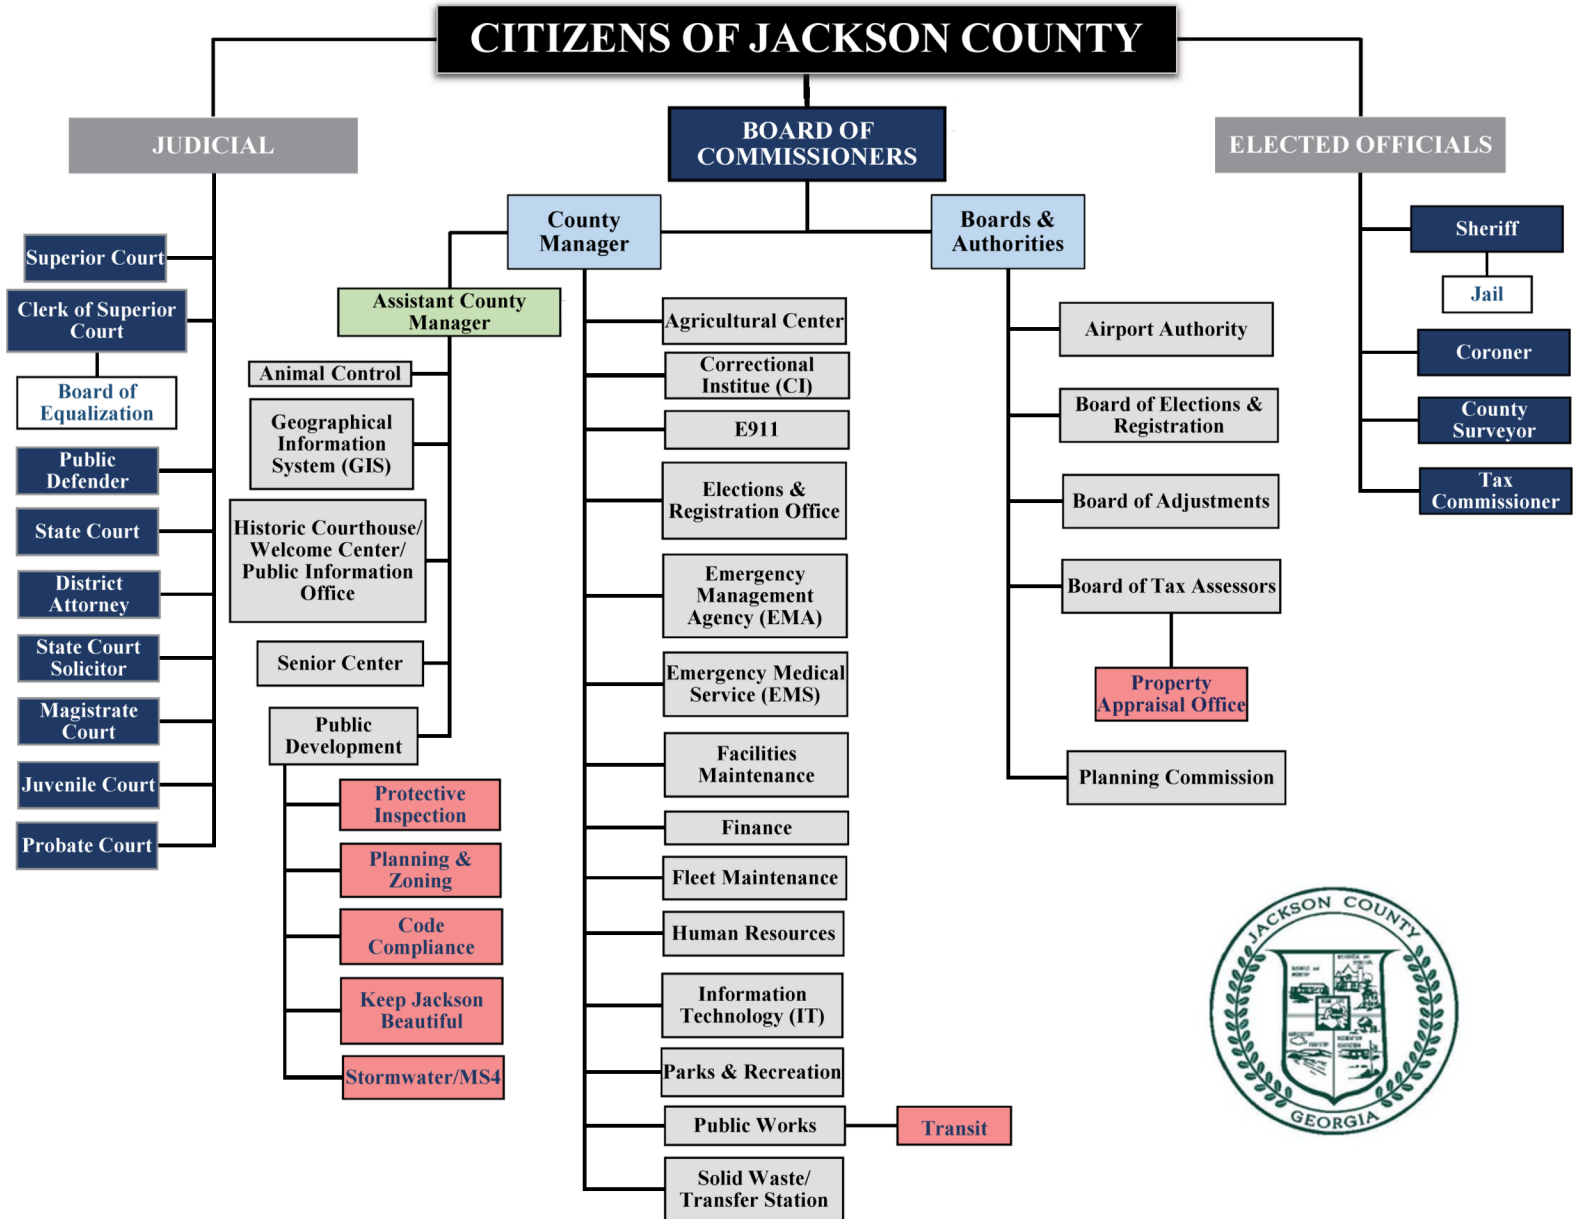 CITIZENS OF JACKSON COUNTY
JUDICIAL
BOARD OF
COMMISSIONERS
ELECTED OFFICIALS
Superior Court
Clerk of Superior
Court
Board of
Equalization
Public
Defender
State Court
District
Attorney
State Court
Solicitor
Magistrate
Court
Juvenile Court
Probate Court
County
Manager
Assistant County
Manager
Animal Control
Geographical
Information
System (GIS)
Historic Courthouse/
Welcome Center/
Public Information
Office
Senior Center
Public
Development
Protective
Inspection
Planning &
Zoning
Code
Compliance
Keep Jackson
Beautiful
Stormwater/MS4
Agricultural Center
Correctional
Institue (CI)
E911
Elections &
Registration Office
Emergency
Management
Agency (EMA)
Emergency Medical
Service (EMS)
Facilities
Maintenance
Finance
Fleet Maintenance
Human Resources
Information
Technology (IT)
Parks & Recreation
Public Works
Transit
Solid Waste/
Transfer Station
Boards &
Authorities
Airport Authority
Board of Elections &
Registration
Board of Adjustments
Board of Tax Assessors
Property
Appraisal Office
Planning Commission
Sheriff
Jail
Coroner
County
Surveyor
Tax
Commissioner
JACKSON COUNTY
GEORGIA